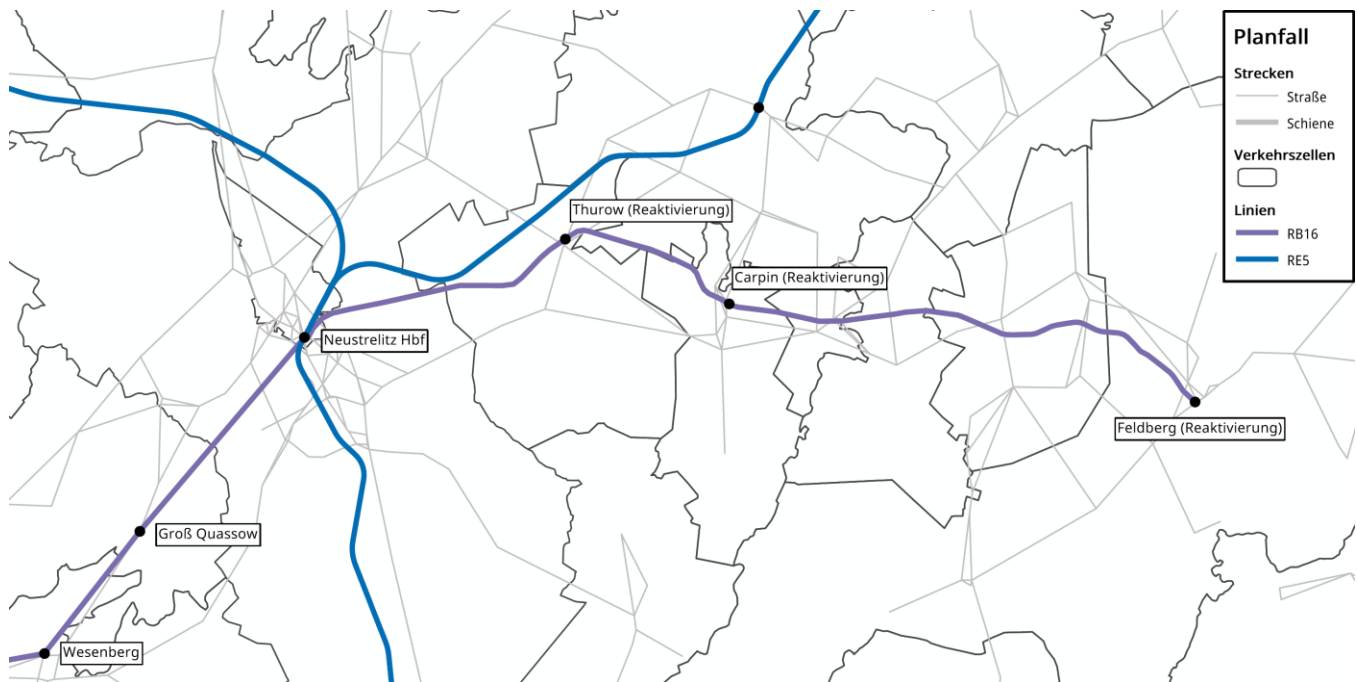 Planfall
Strecken
Straße
Schiene
Verkehrszellen
Linien
RB16
RE5
Thurow (Reaktivierung)
Carpin (Reaktivierung)
Neustrelitz Hbf
Feldberg (Reaktivierung)
Groß Quassow
Wesenberg